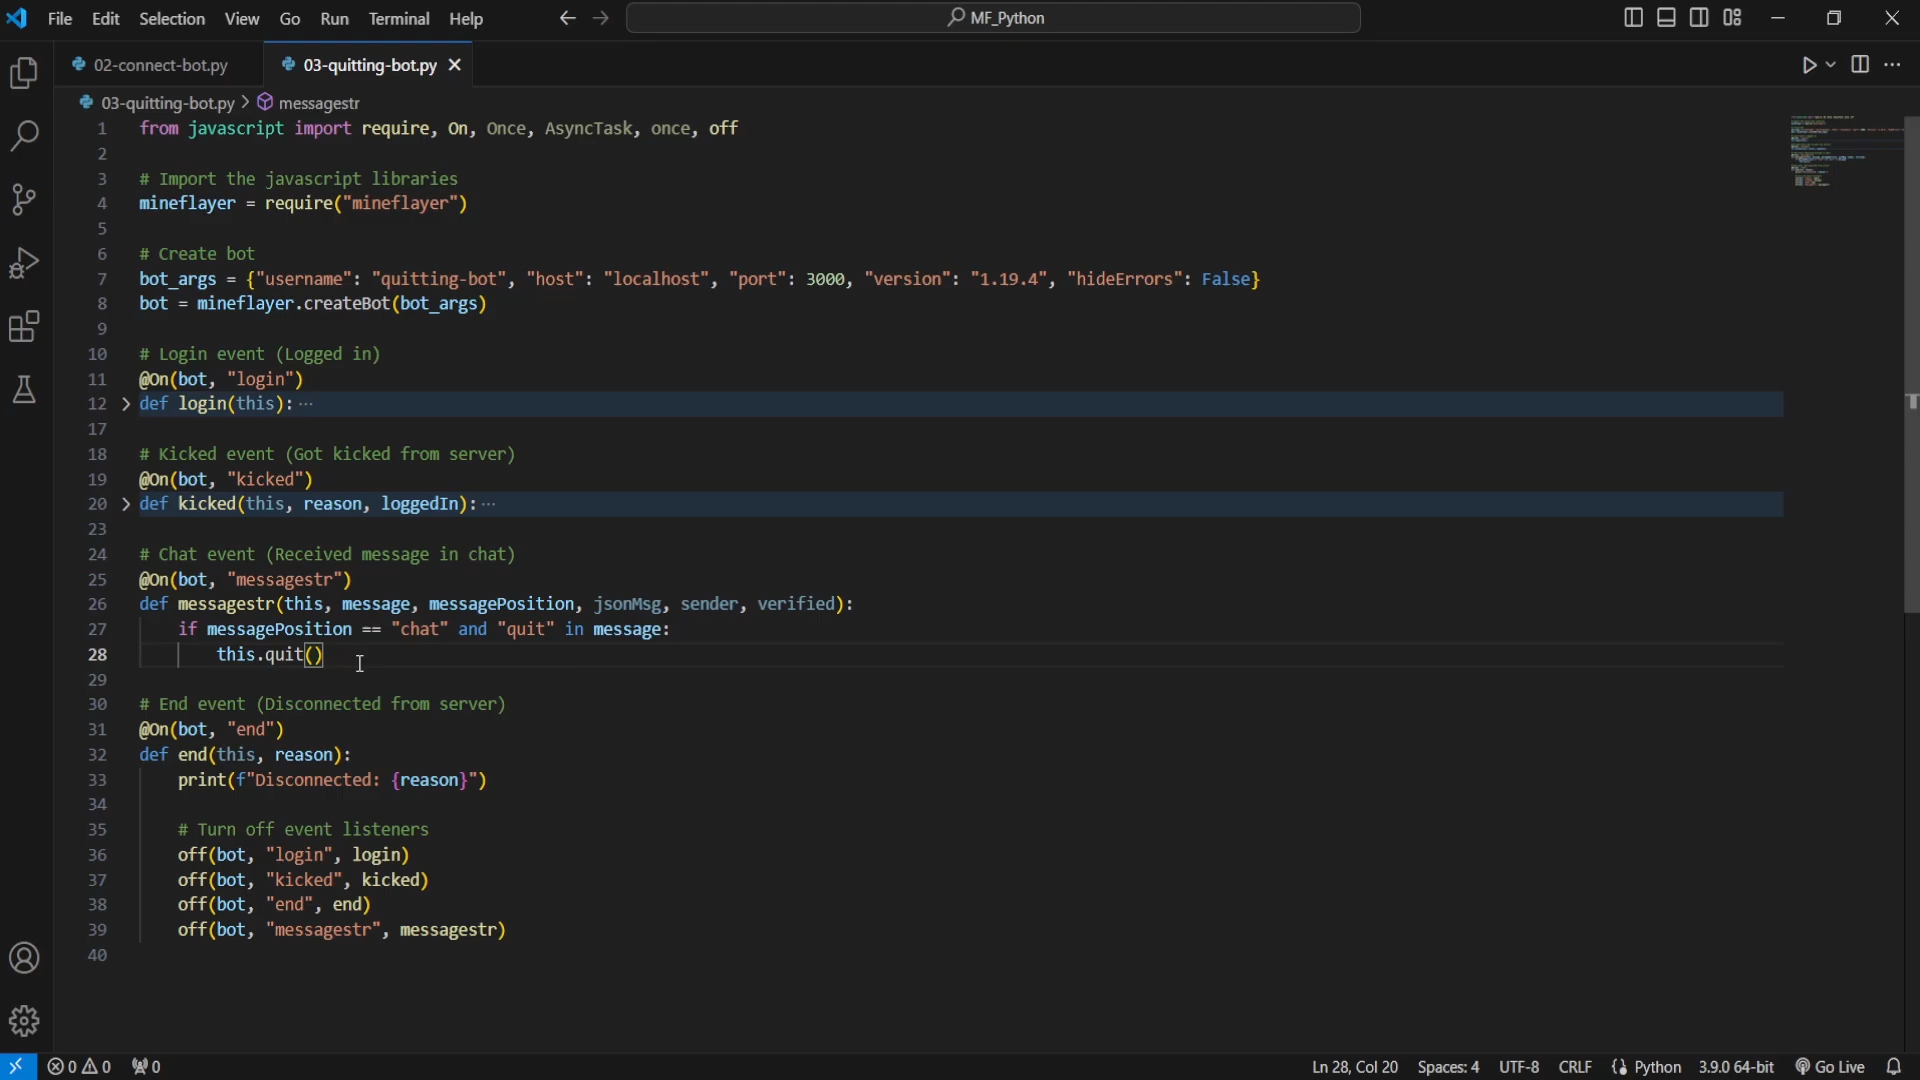 File Edit Selection View Go Run Terminal Help MF_Python
02-connect-bot.py 03-quitting-bot.py
03-quitting-bot.py > messagestr
1 from javascript import require, On, Once, AsyncTask, once, off
2
3 # Import the javascript libraries
4 mineflayer = require("mineflayer")
5
6 # Create bot
7 bot_args = {"username": "quitting-bot", "host": "localhost", "port": 3000, "version": "1.19.4", "hideErrors": False}
8 bot = mineflayer.createBot(bot_args)
9
10 # Login event (Logged in)
11 @On(bot, "login")
12 def login(this): ···
17
18 # Kicked event (Got kicked from server)
19 @On(bot, "kicked")
20 def kicked(this, reason, loggedIn): ···
23
24 # Chat event (Received message in chat)
25 @On(bot, "messagestr")
26 def messagestr(this, message, messagePosition, jsonMsg, sender, verified):
27 if messagePosition == "chat" and "quit" in message:
28 this.quit()
29
30 # End event (Disconnected from server)
31 @On(bot, "end")
32 def end(this, reason):
33 print(f"Disconnected: {reason}")
34
35 # Turn off event listeners
36 off(bot, "login", login)
37 off(bot, "kicked", kicked)
38 off(bot, "end", end)
39 off(bot, "messagestr", messagestr)
40
0 0 0 Ln 28, Col 20 Spaces: 4 UTF-8 CRLF Python 3.9.0 64-bit Go Live